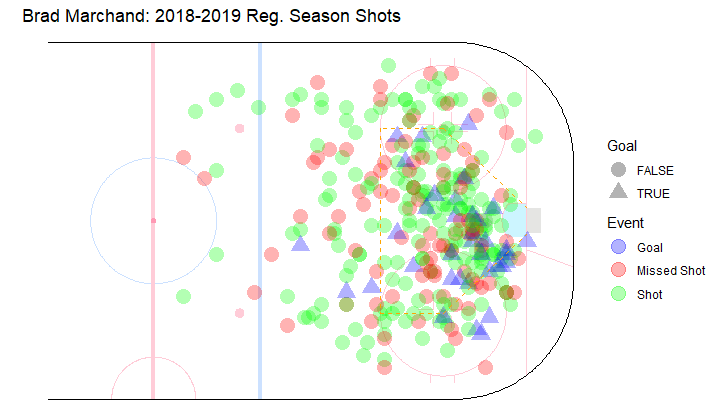 Brad Marchand: 2018-2019 Reg. Season Shots
Goal
FALSE
TRUE
Event
Goal
Missed Shot
Shot